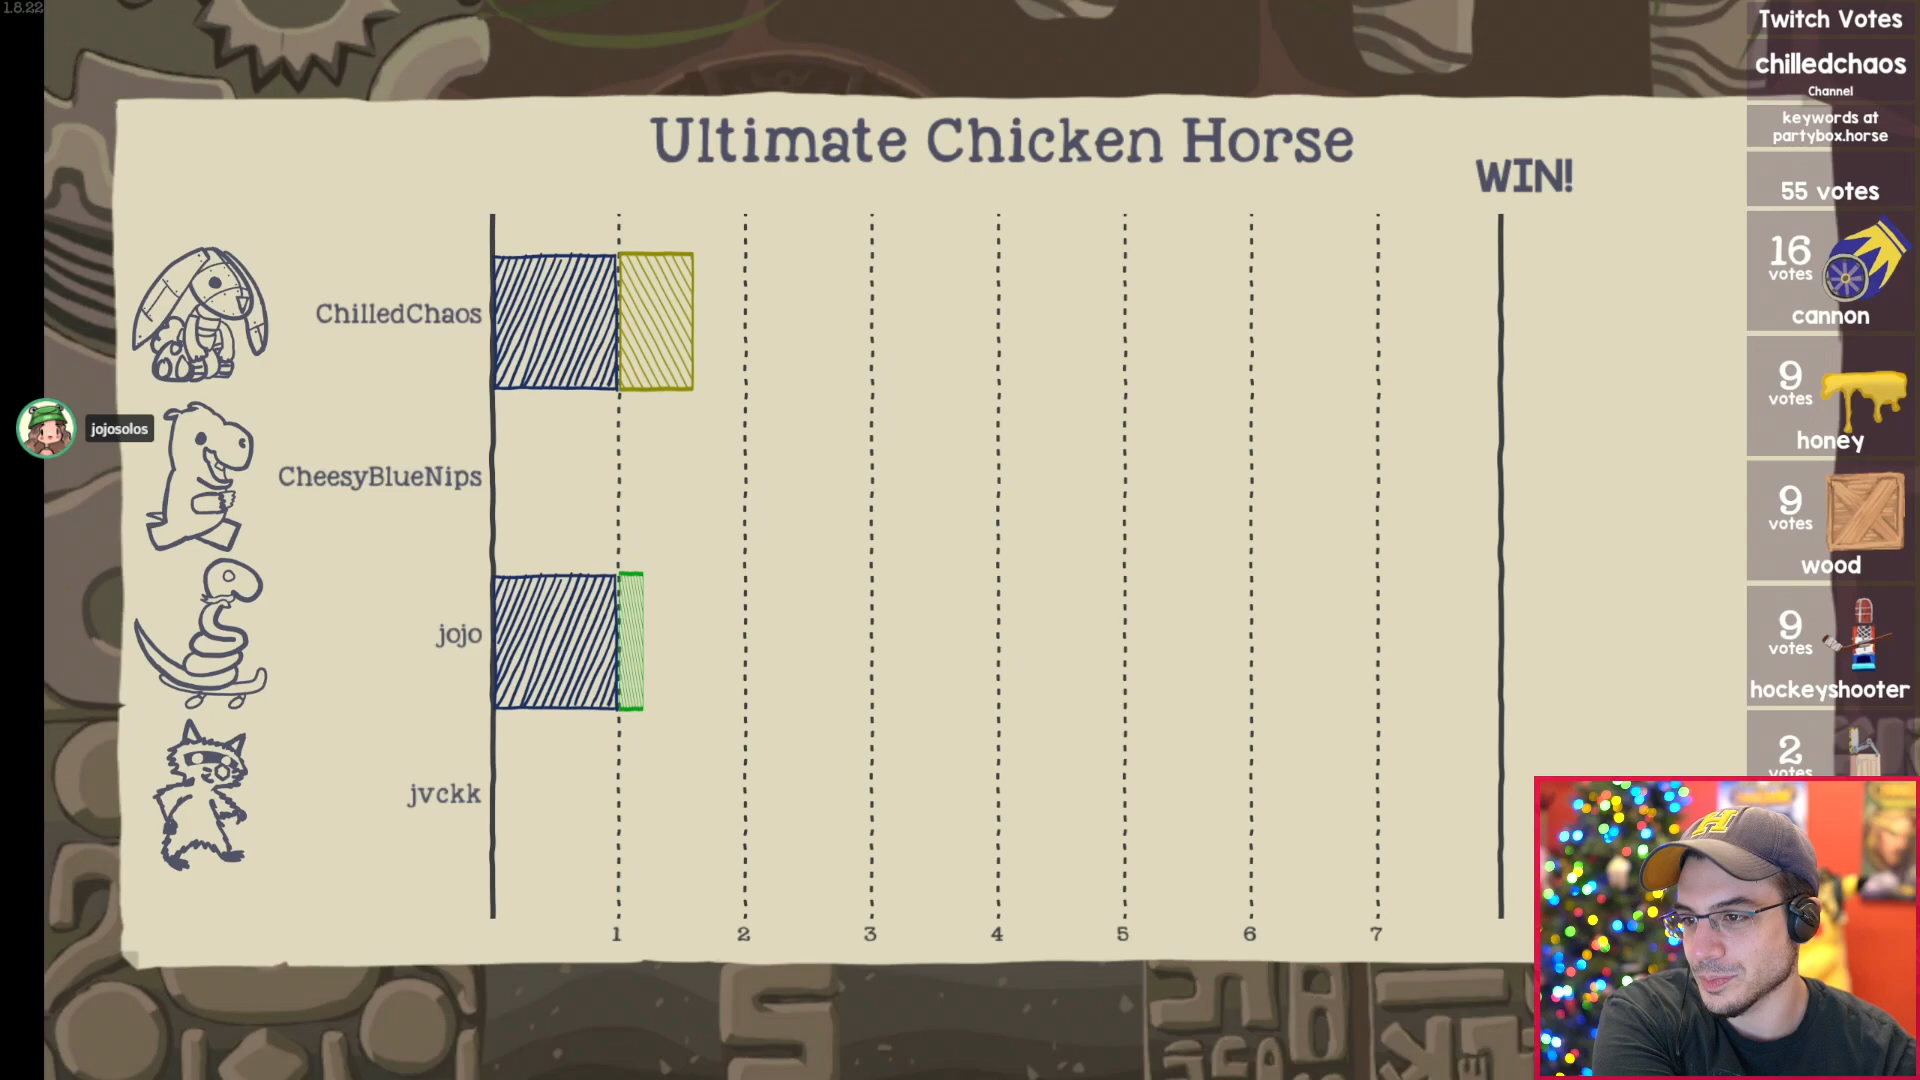 1.8.22
Ultimate Chicken Horse
WIN!
ChilledChaos
CheesyBlueNips
jojo
jvckk
1 2 3 4 5 6 7
jojosolos
Twitch Votes
chilledchaos
Channel
keywords at
partybox.horse
55 votes
16
votes
cannon
9
votes
honey
9
votes
wood
9
votes
hockeyshooter
2
votes
H